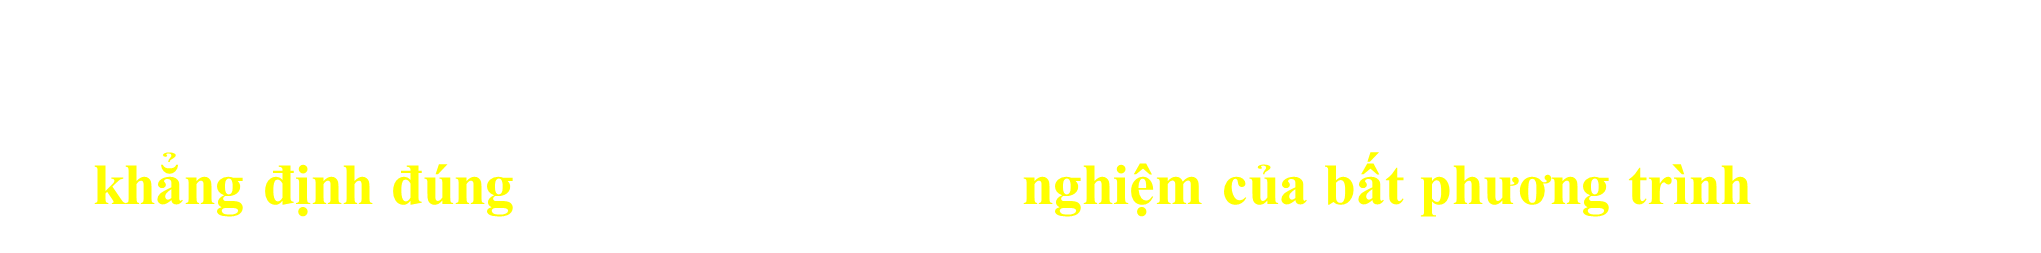 khẳng định đúng nghiệm của bất phương trình